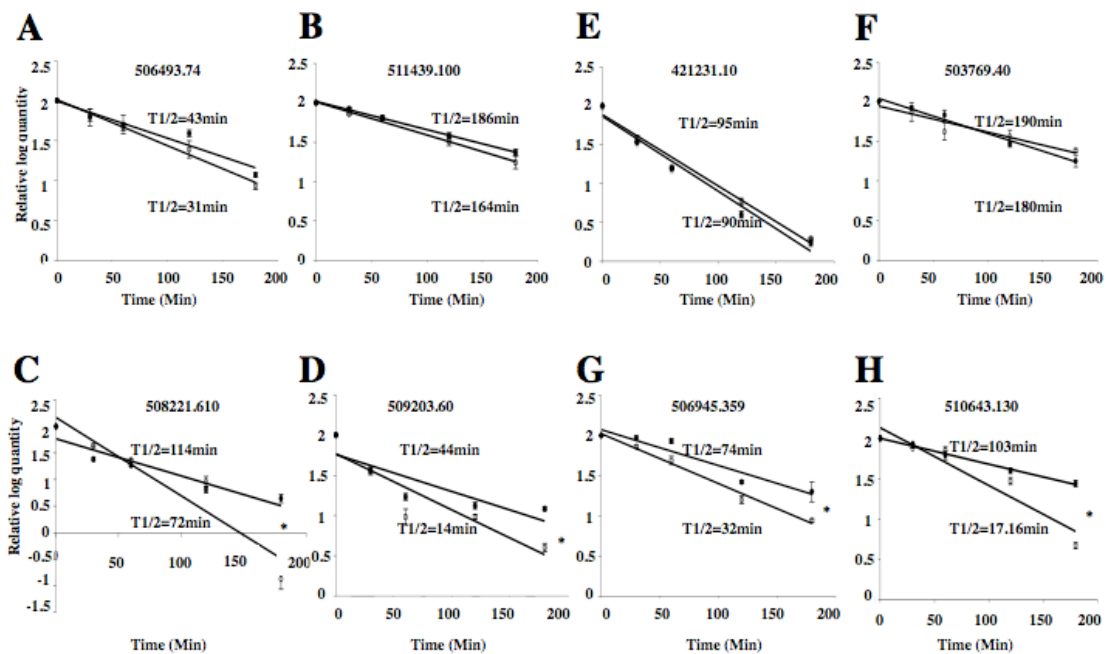 A
506493.74
2.5
2
1.5
1
0.5
0
Relative log quantity
T1/2=43min
T1/2=31min
0 50 100 150 200
Time (Min)
B
511439.100
2.5
2
1.5
1
0.5
0
T1/2=186min
T1/2=164min
0 50 100 150 200
Time (Min)
E
421231.10
2.5
2
1.5
1
0.5
0
T1/2=95min
T1/2=90min
0 50 100 150 200
Time (Min)
F
503769.40
2.5
2
1.5
1
0.5
0
T1/2=190min
T1/2=180min
0 50 100 150 200
Time (Min)
C
508221.610
2.5
2
1.5
1
0.5
0
-0.5
-1
-1.5
Relative log quantity
T1/2=114min
T1/2=72min
*
50 100 150 200
Time (Min)
D
509203.60
2.5
2
1.5
1
0.5
0
T1/2=44min
T1/2=14min
*
0 50 100 150 200
Time (Min)
G
506945.359
2.5
2
1.5
1
0.5
0
T1/2=74min
T1/2=32min
*
0 50 100 150 200
Time (Min)
H
510643.130
2.5
2
1.5
1
0.5
0
T1/2=103min
T1/2=17.16min
*
0 50 100 150 200
Time (Min)